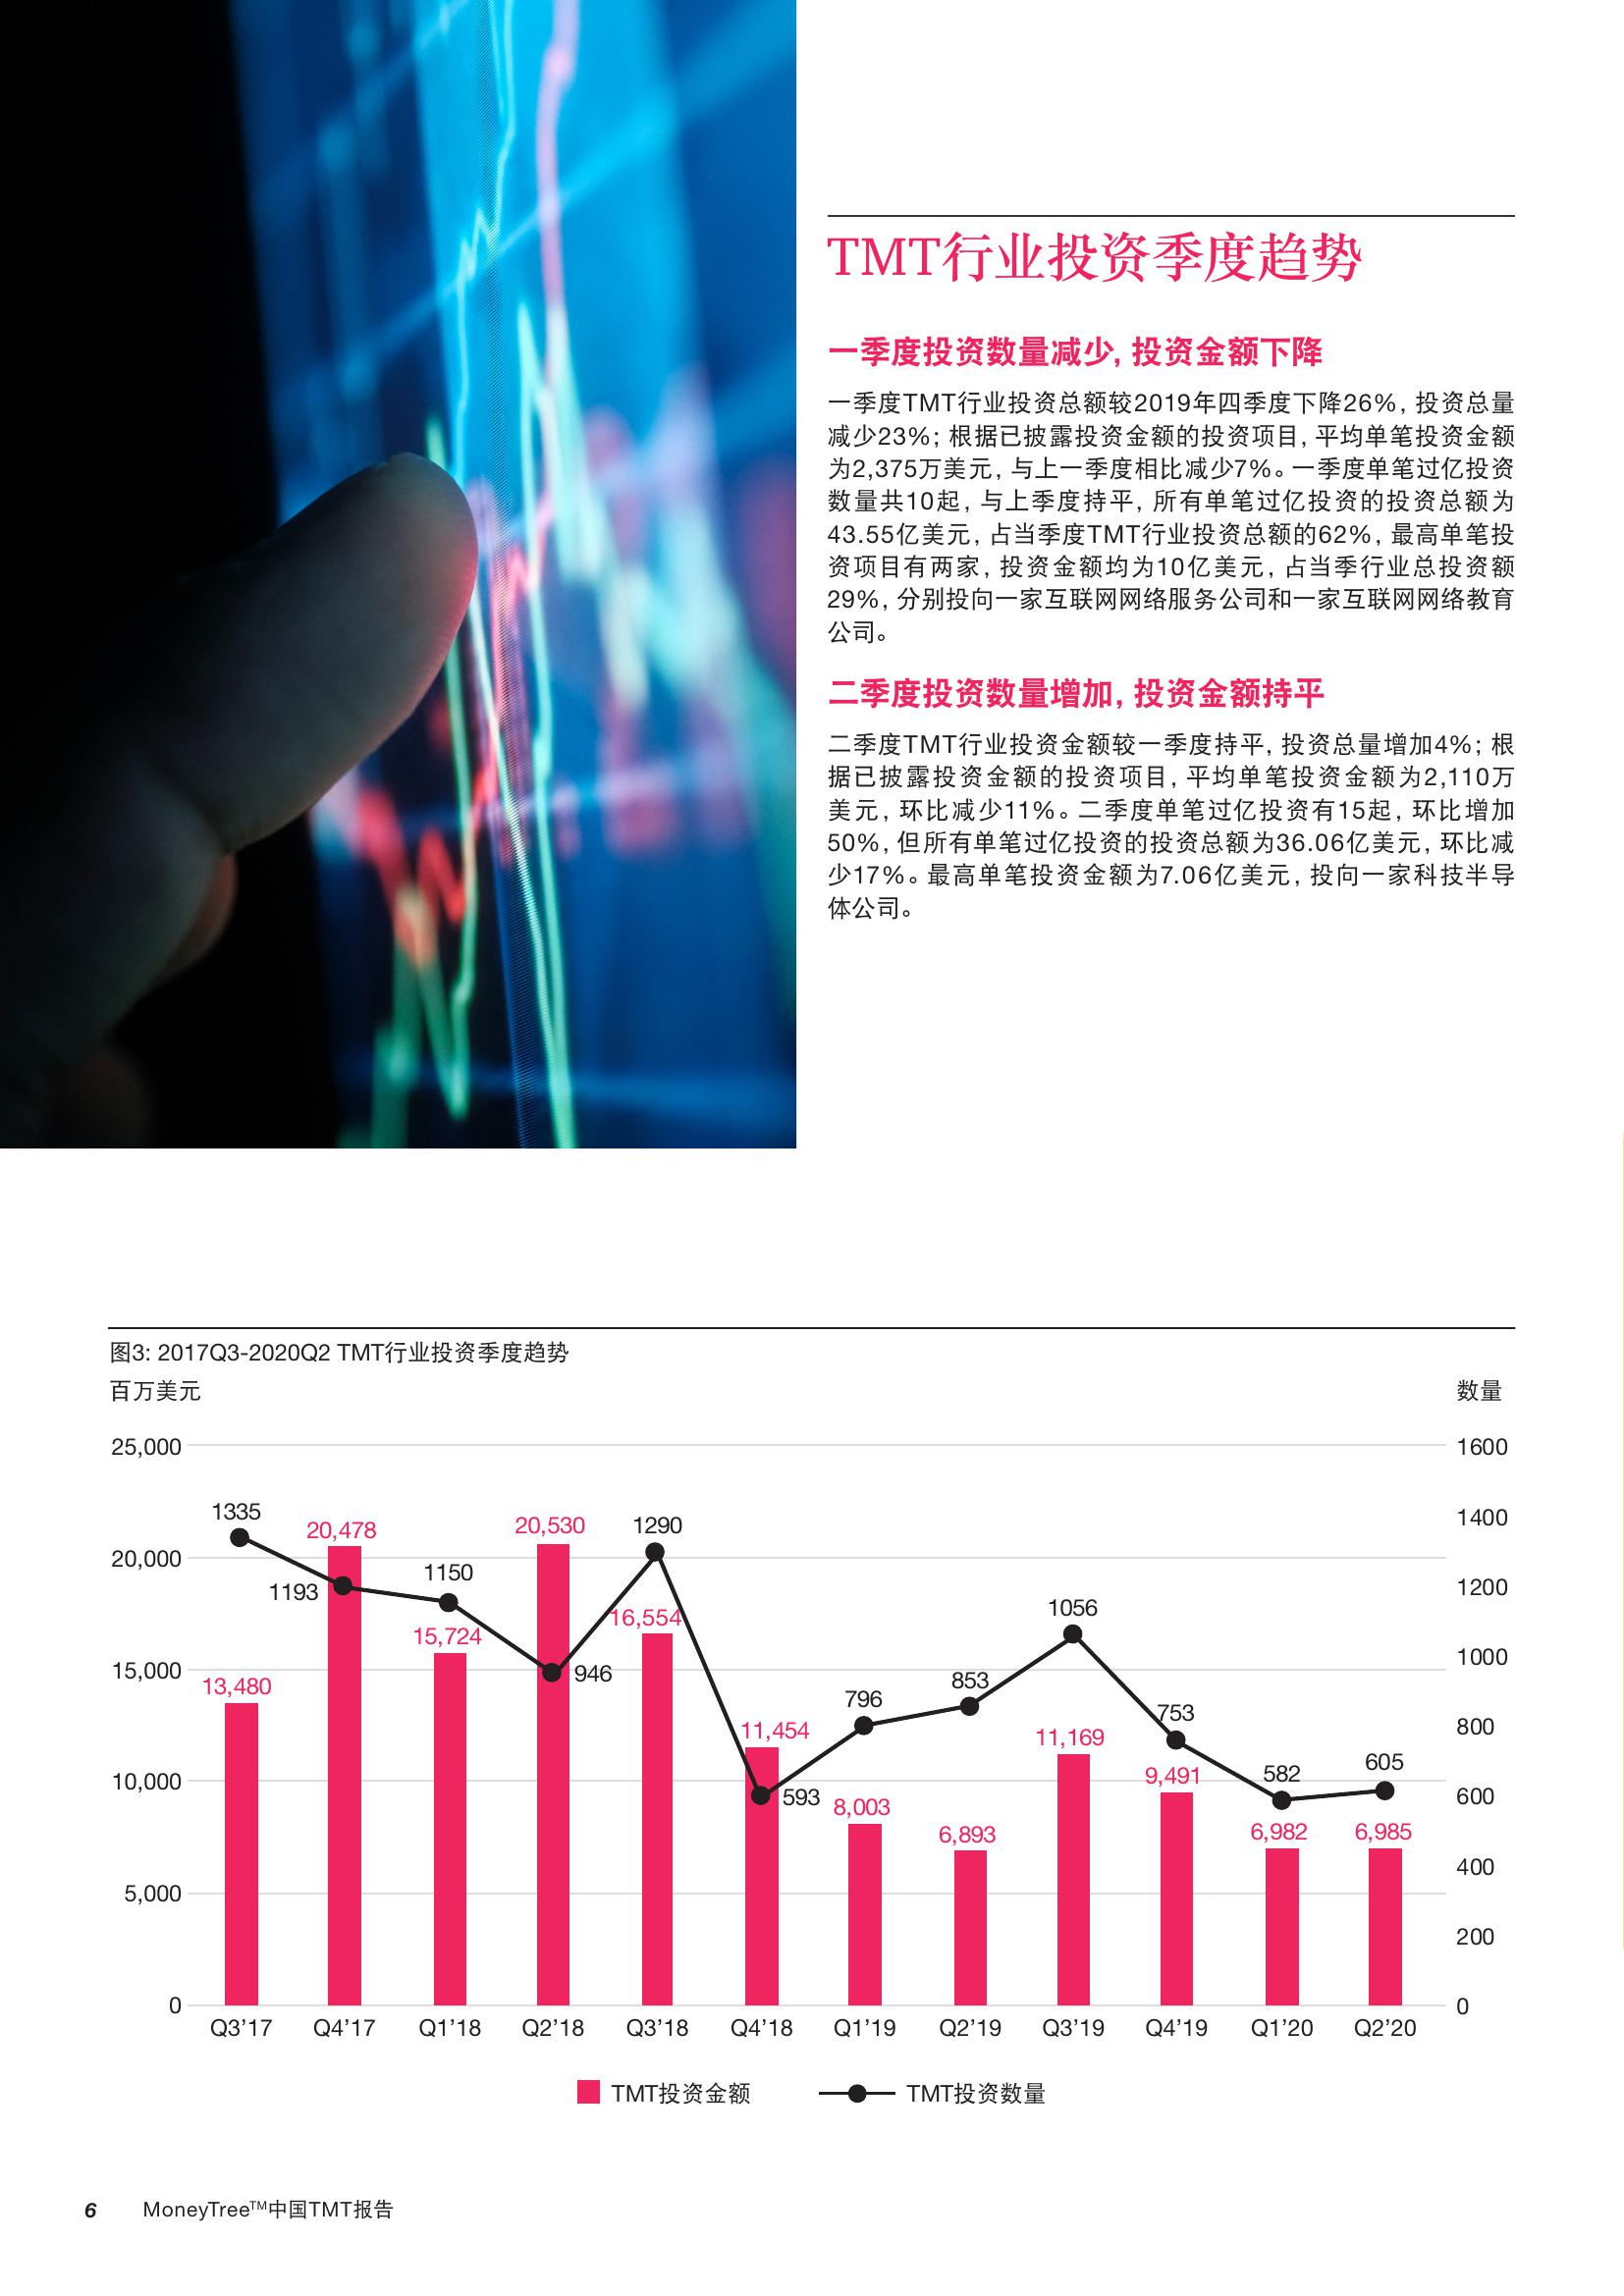 TMT行业投资季度趋势
一季度投资数量减少, 投资金额下降
一季度TMT行业投资总额较2019年四季度下降26%, 投资总量
减少23%; 根据已披露投资金额的投资项目, 平均单笔投资金额
为2,375万美元, 与上一季度相比减少7%。一季度单笔过亿投资
数量共10起, 与上季度持平, 所有单笔过亿投资的投资总额为
43.55亿美元, 占当季度TMT行业投资总额的62%, 最高单笔投
资项目有两家, 投资金额均为10亿美元, 占当季行业总投资额
29%, 分别投向一家互联网网络服务公司和一家互联网网络教育
公司。
二季度投资数量增加, 投资金额持平
二季度TMT行业投资金额较一季度持平, 投资总量增加4%; 根
据已披露投资金额的投资项目, 平均单笔投资金额为2,110万
美元, 环比减少11%。二季度单笔过亿投资有15起, 环比增加
50%, 但所有单笔过亿投资的投资总额为36.06亿美元, 环比减
少17%。最高单笔投资金额为7.06亿美元, 投向一家科技半导
体公司。
图3: 2017Q3-2020Q2 TMT行业投资季度趋势
百万美元 数量
25,000 1600
1335 1400
20,478 20,530 1290
20,000
1193 1150 1200
16,554 1056
15,724
15,000 1000
13,480 946 853
796 753 800
11,454 11,169
10,000 9,491 582 605
593 600
8,003
6,893 6,982 6,985
400
5,000
200
0 0
Q3’17 Q4’17 Q1’18 Q2’18 Q3’18 Q4’18 Q1’19 Q2’19 Q3’19 Q4’19 Q1’20 Q2’20
TMT投资金额 TMT投资数量
6 MoneyTree™中国TMT报告